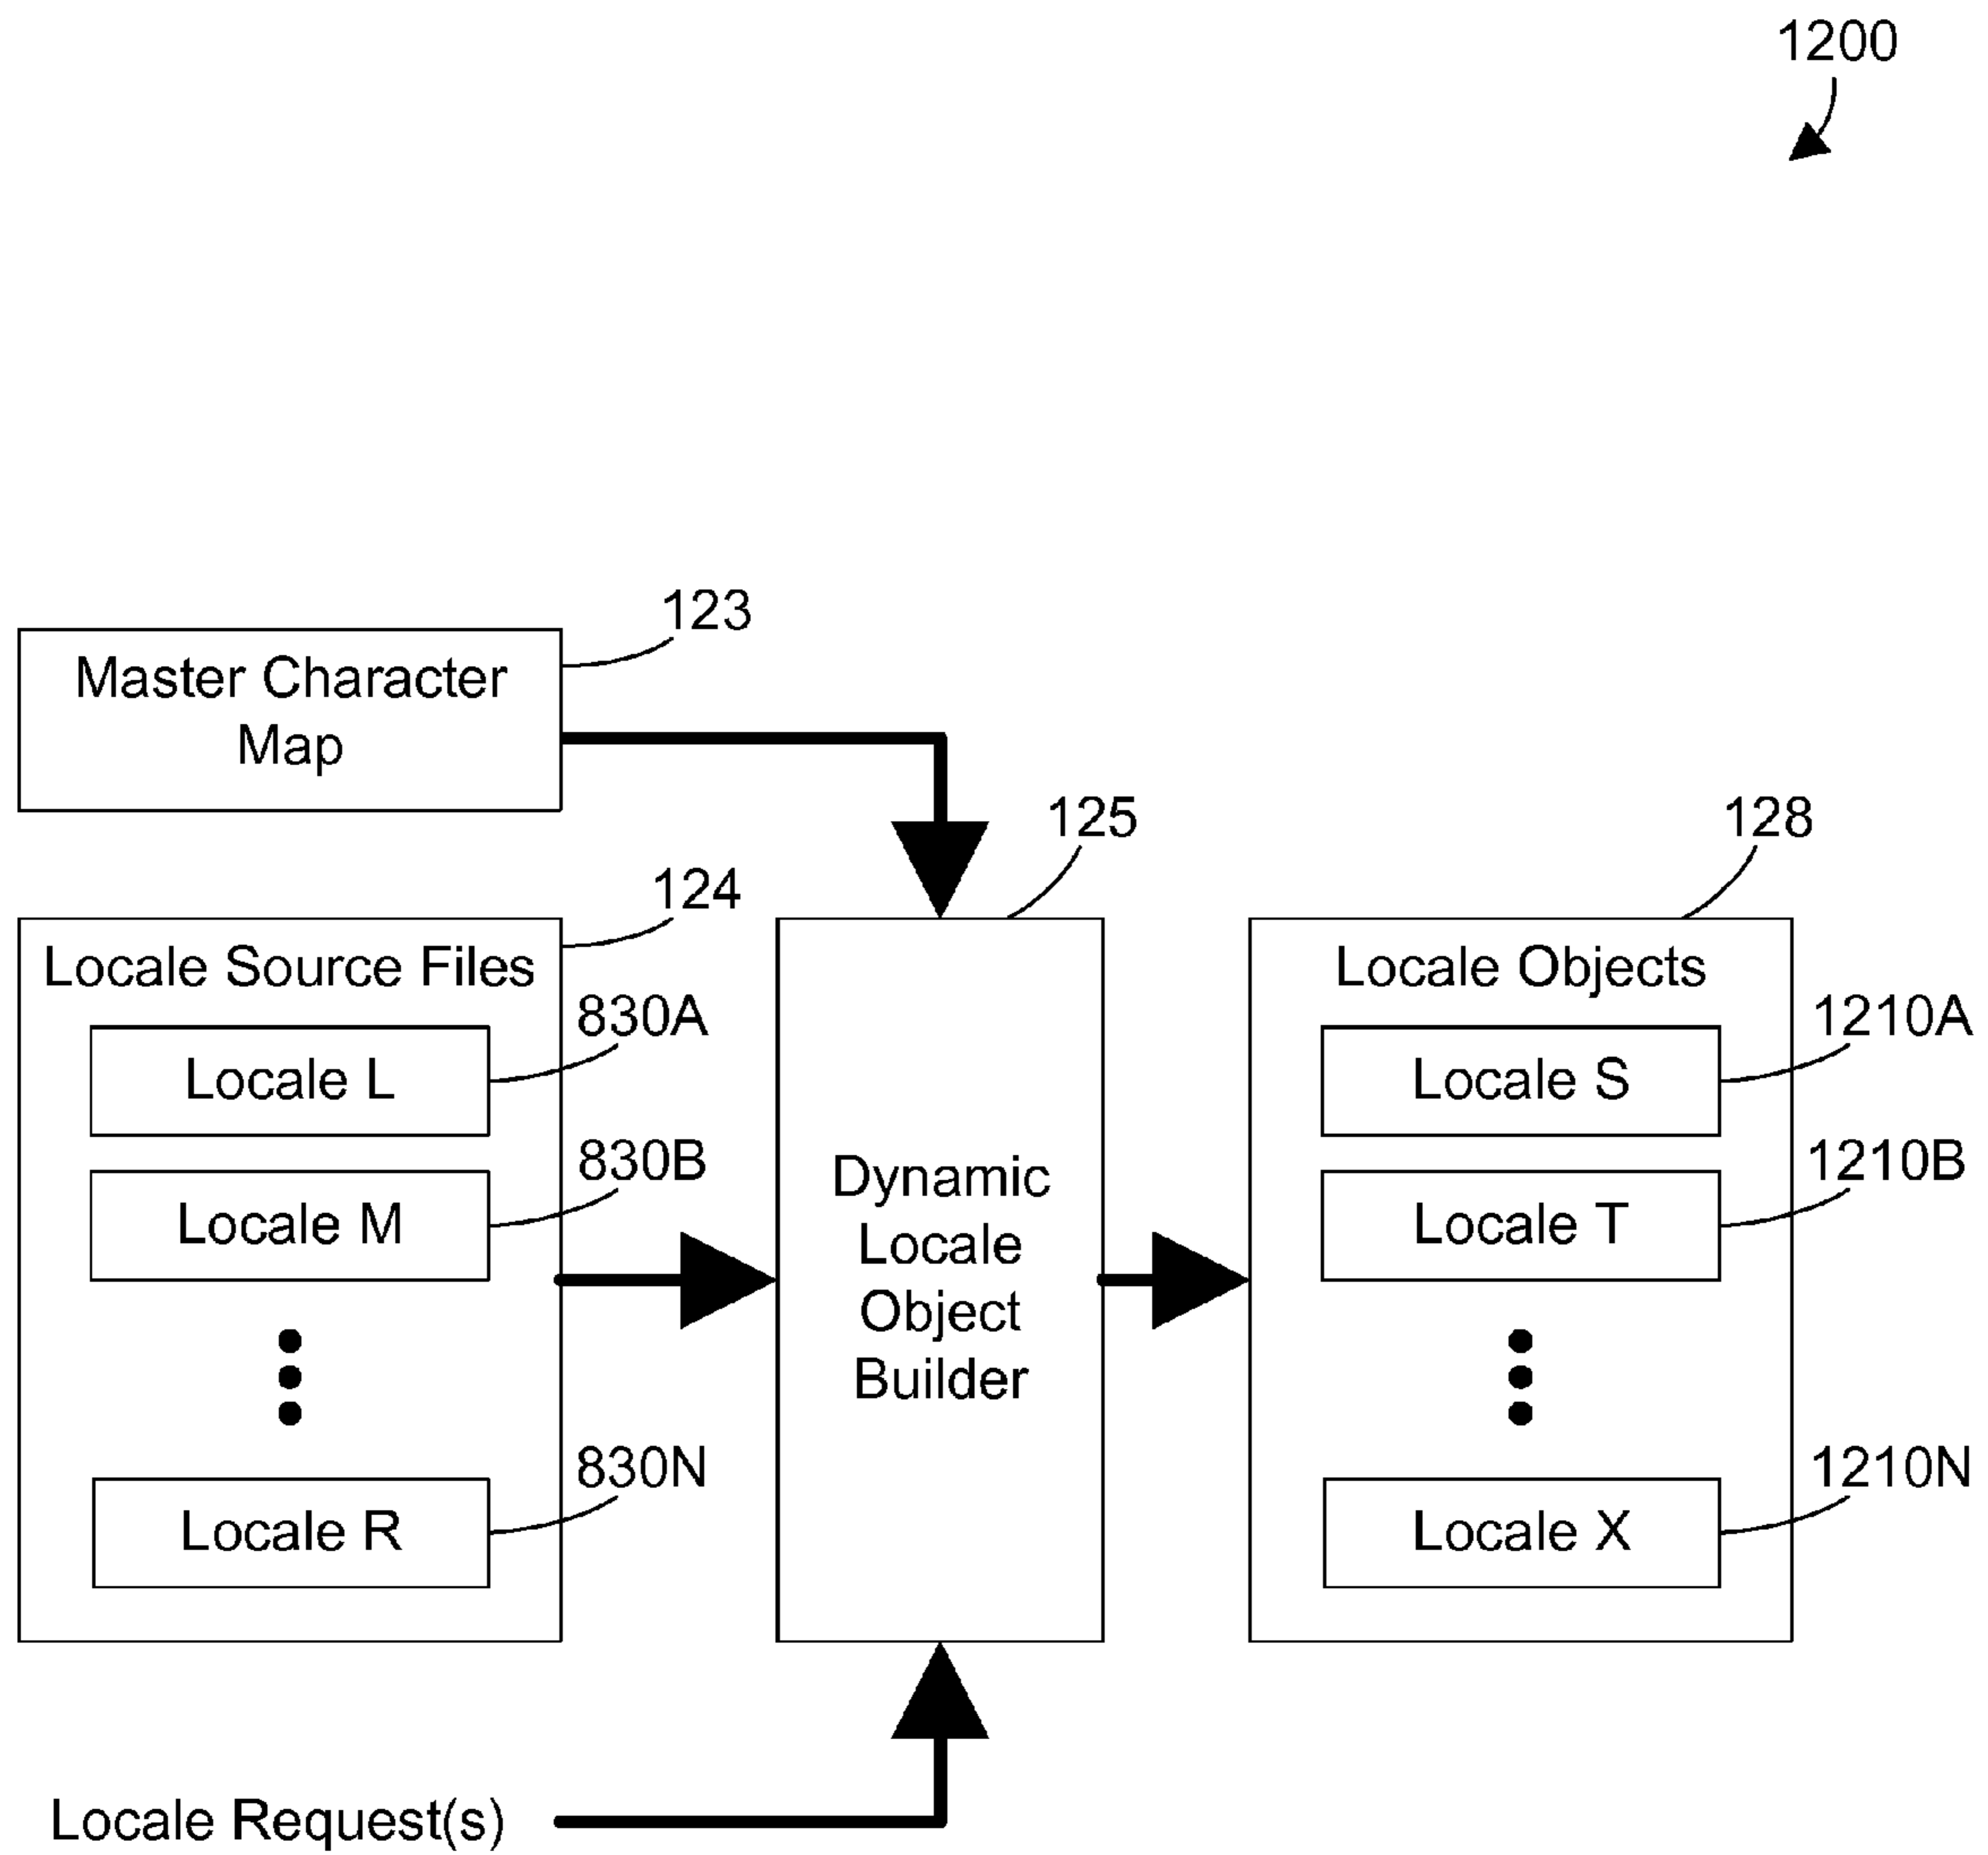 1200
123
Master Character
Map
125
128
124
Locale Source Files
830A
Locale L
830B
Locale M
830N
Locale R
Dynamic
Locale
Object
Builder
Locale Objects
1210A
Locale S
1210B
Locale T
1210N
Locale X
Locale Request(s)